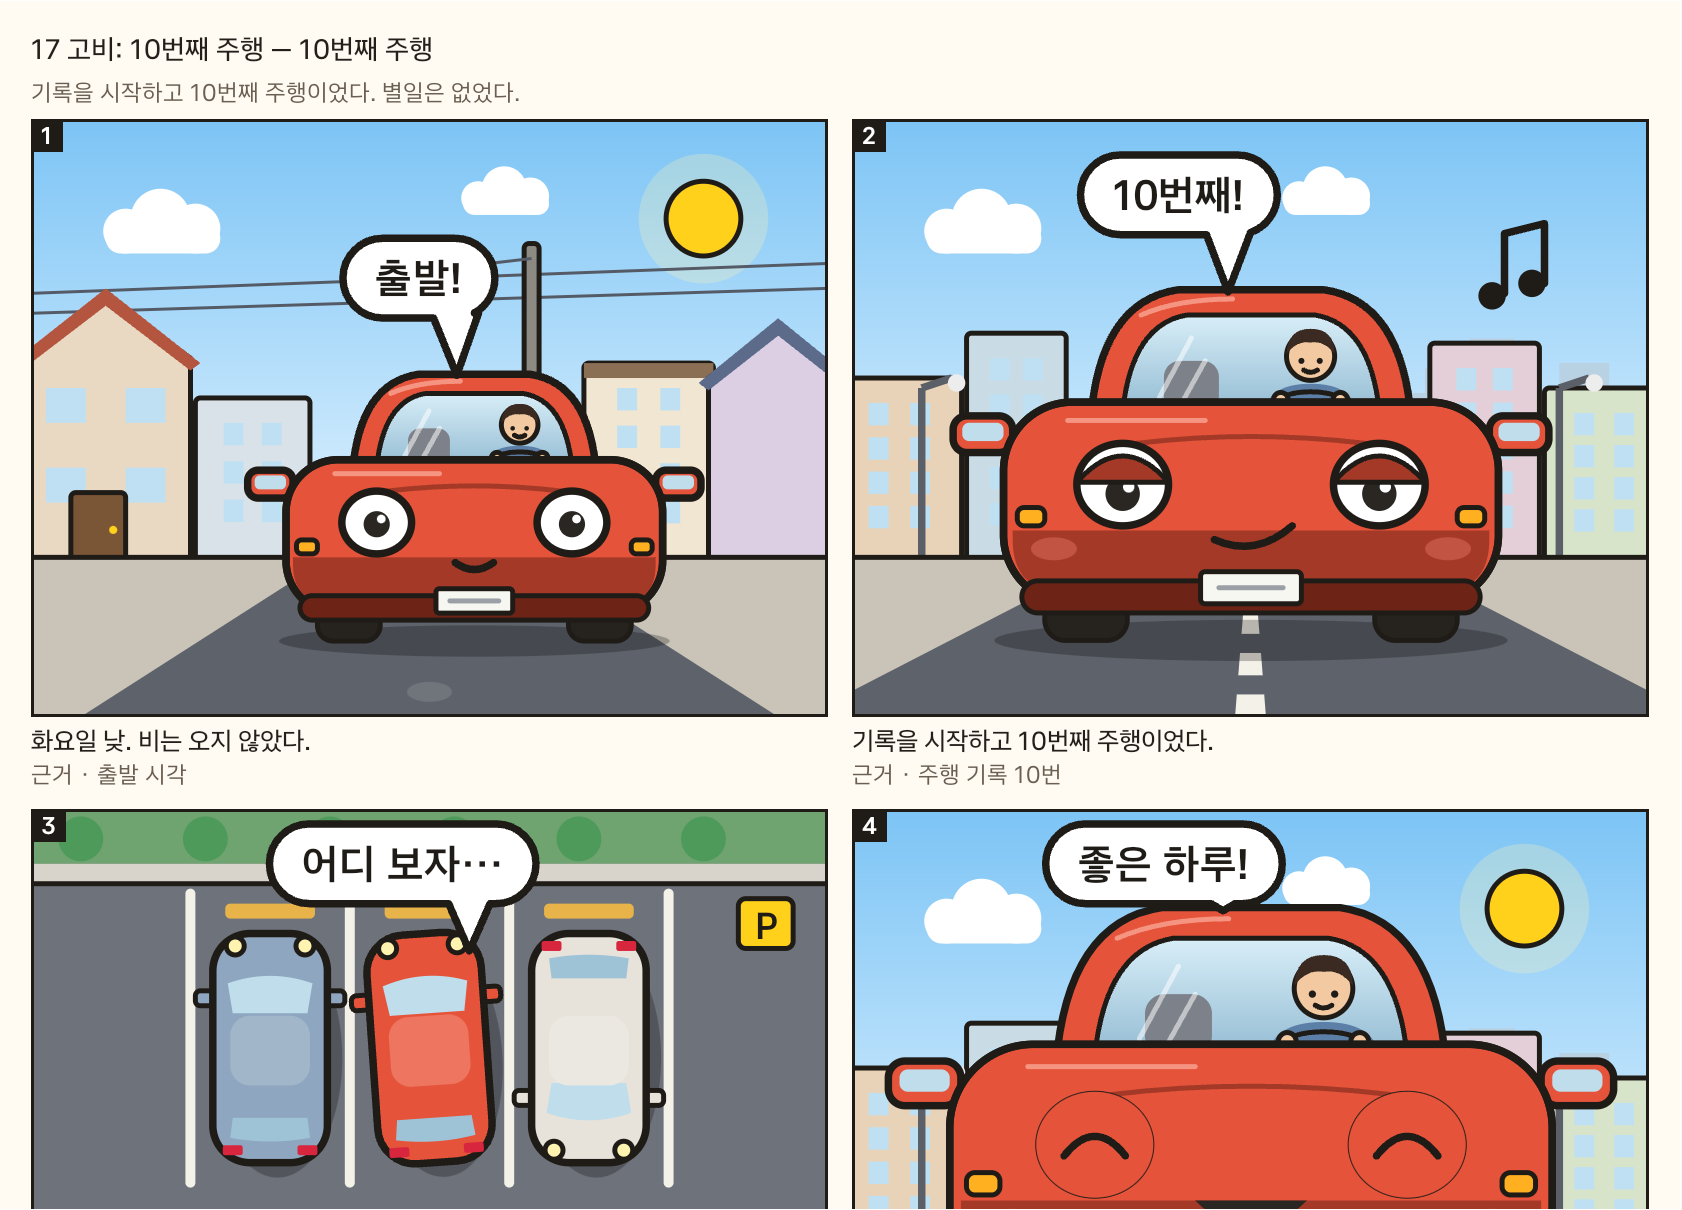 17 고비: 10번째 주행 — 10번째 주행
기록을 시작하고 10번째 주행이었다. 별일은 없었다.
1
출발!
화요일 낮. 비는 오지 않았다.
근거 · 출발 시각
2
10번째!
기록을 시작하고 10번째 주행이었다.
근거 · 주행 기록 10번
3
어디 보자…
P
4
좋은 하루!